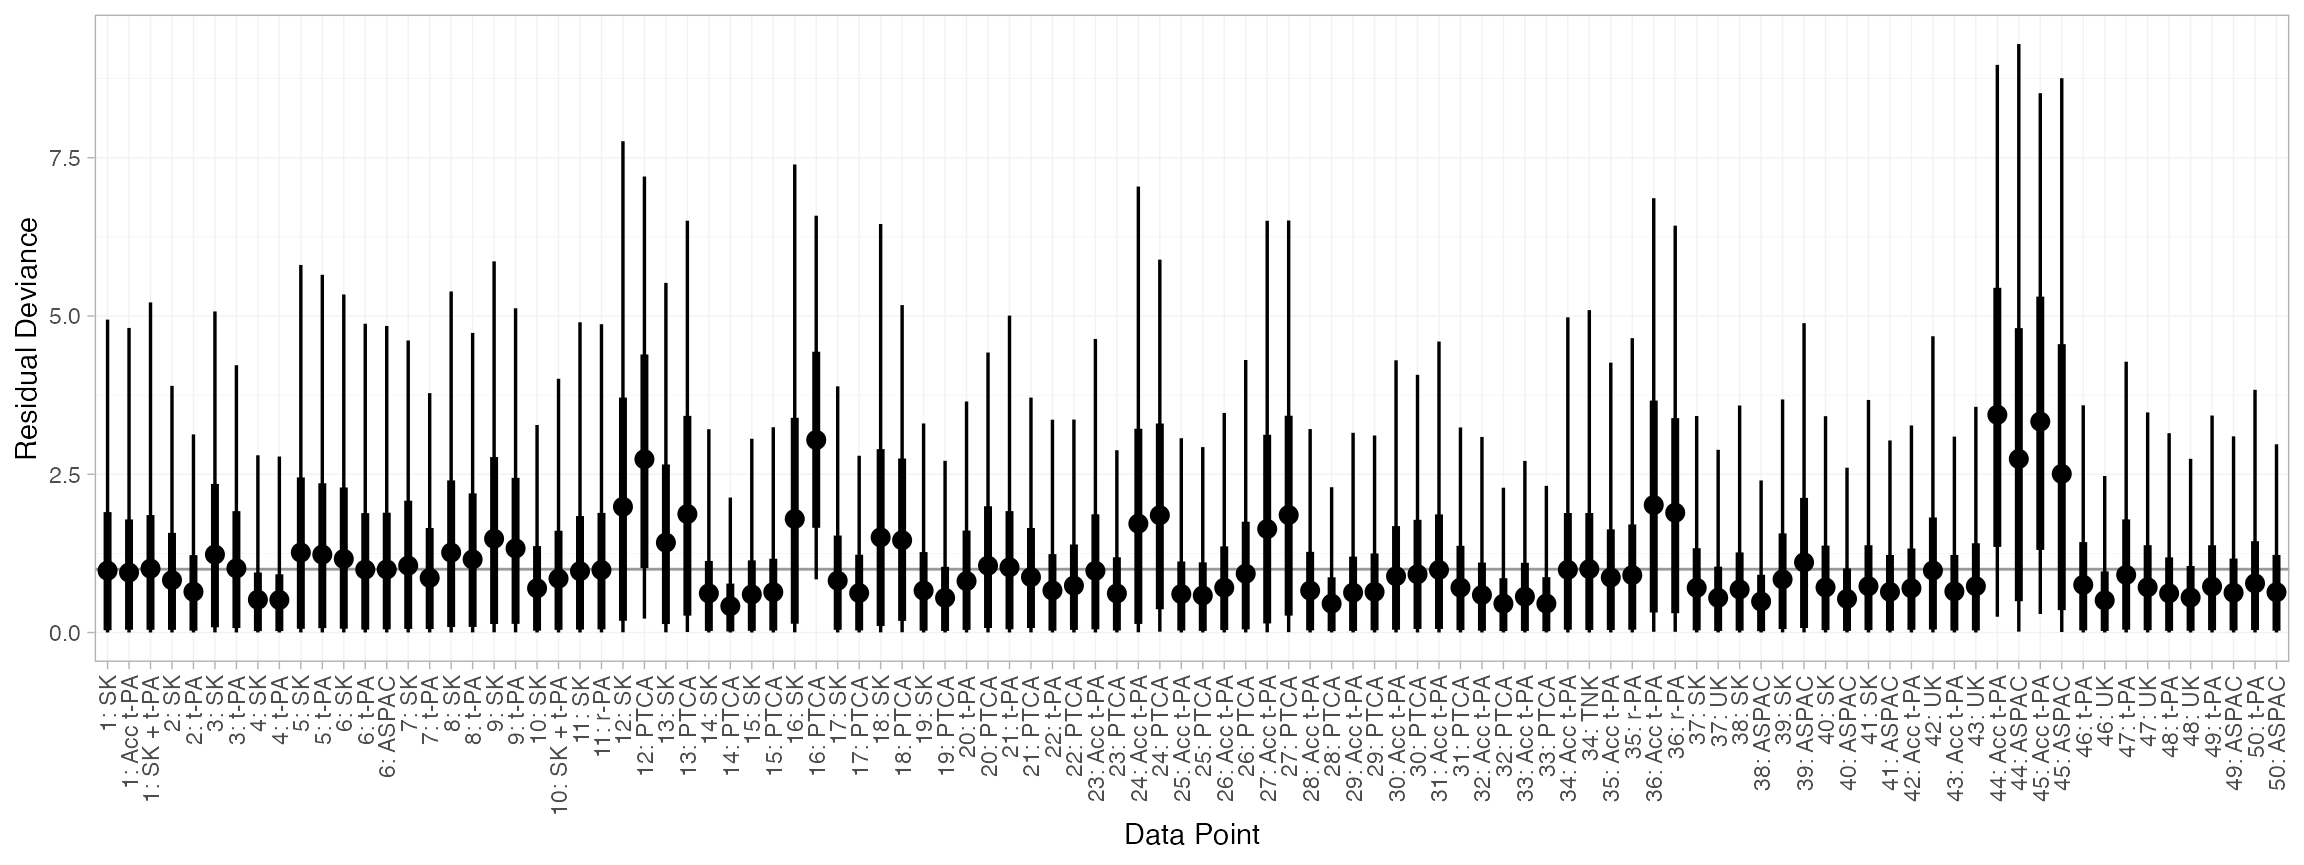 7.5
5.0
2.5
0.0
Residual Deviance
1: SK
1: Acc t-PA
1: SK + t-PA
2: SK
2: t-PA
3: SK
3: t-PA
4: SK
4: t-PA
5: SK
5: t-PA
6: SK
6: t-PA
6: ASPAC
7: SK
7: t-PA
8: SK
8: t-PA
9: SK
9: t-PA
10: SK
10: SK + t-PA
11: SK
11: r-PA
12: SK
12: PTCA
13: SK
13: PTCA
14: SK
14: PTCA
15: SK
15: PTCA
16: SK
16: PTCA
17: SK
17: PTCA
18: SK
18: PTCA
19: SK
19: PTCA
20: t-PA
20: PTCA
21: t-PA
21: PTCA
22: t-PA
22: PTCA
23: Acc t-PA
23: PTCA
24: Acc t-PA
24: PTCA
25: Acc t-PA
25: PTCA
26: Acc t-PA
26: PTCA
27: Acc t-PA
27: PTCA
28: Acc t-PA
28: PTCA
29: Acc t-PA
29: PTCA
30: Acc t-PA
30: PTCA
31: Acc t-PA
31: PTCA
32: Acc t-PA
32: PTCA
33: Acc t-PA
33: PTCA
34: Acc t-PA
34: TNK
35: Acc t-PA
35: r-PA
36: Acc t-PA
36: r-PA
37: SK
37: UK
38: SK
38: ASPAC
39: SK
39: ASPAC
40: SK
40: ASPAC
41: SK
41: ASPAC
42: Acc t-PA
42: UK
43: Acc t-PA
43: UK
44: Acc t-PA
44: ASPAC
45: Acc t-PA
45: ASPAC
46: t-PA
46: UK
47: t-PA
47: UK
48: t-PA
48: UK
49: t-PA
49: ASPAC
50: t-PA
50: ASPAC
Data Point